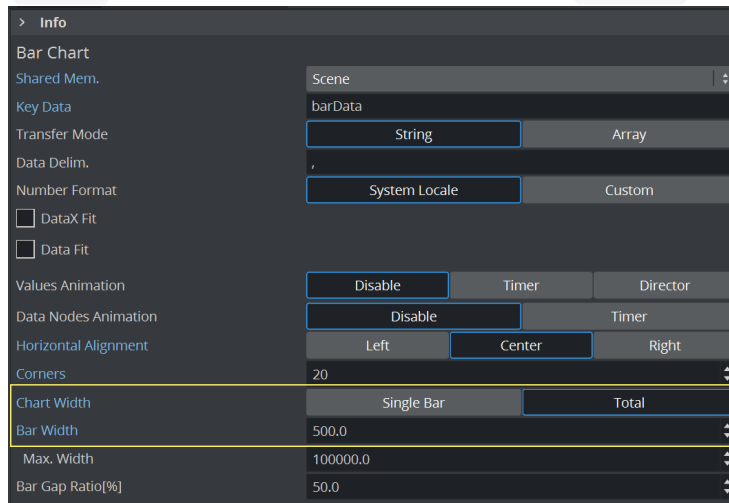 Info
Bar Chart
Shared Mem. Scene
Key Data barData
Transfer Mode String Array
Data Delim. ,
Number Format System Locale Custom
DataX Fit
Data Fit
Values Animation Disable Timer Director
Data Nodes Animation Disable Timer
Horizontal Alignment Left Center Right
Corners 20
Chart Width Single Bar Total
Bar Width 500.0
Max. Width 100000.0
Bar Gap Ratio[%] 50.0